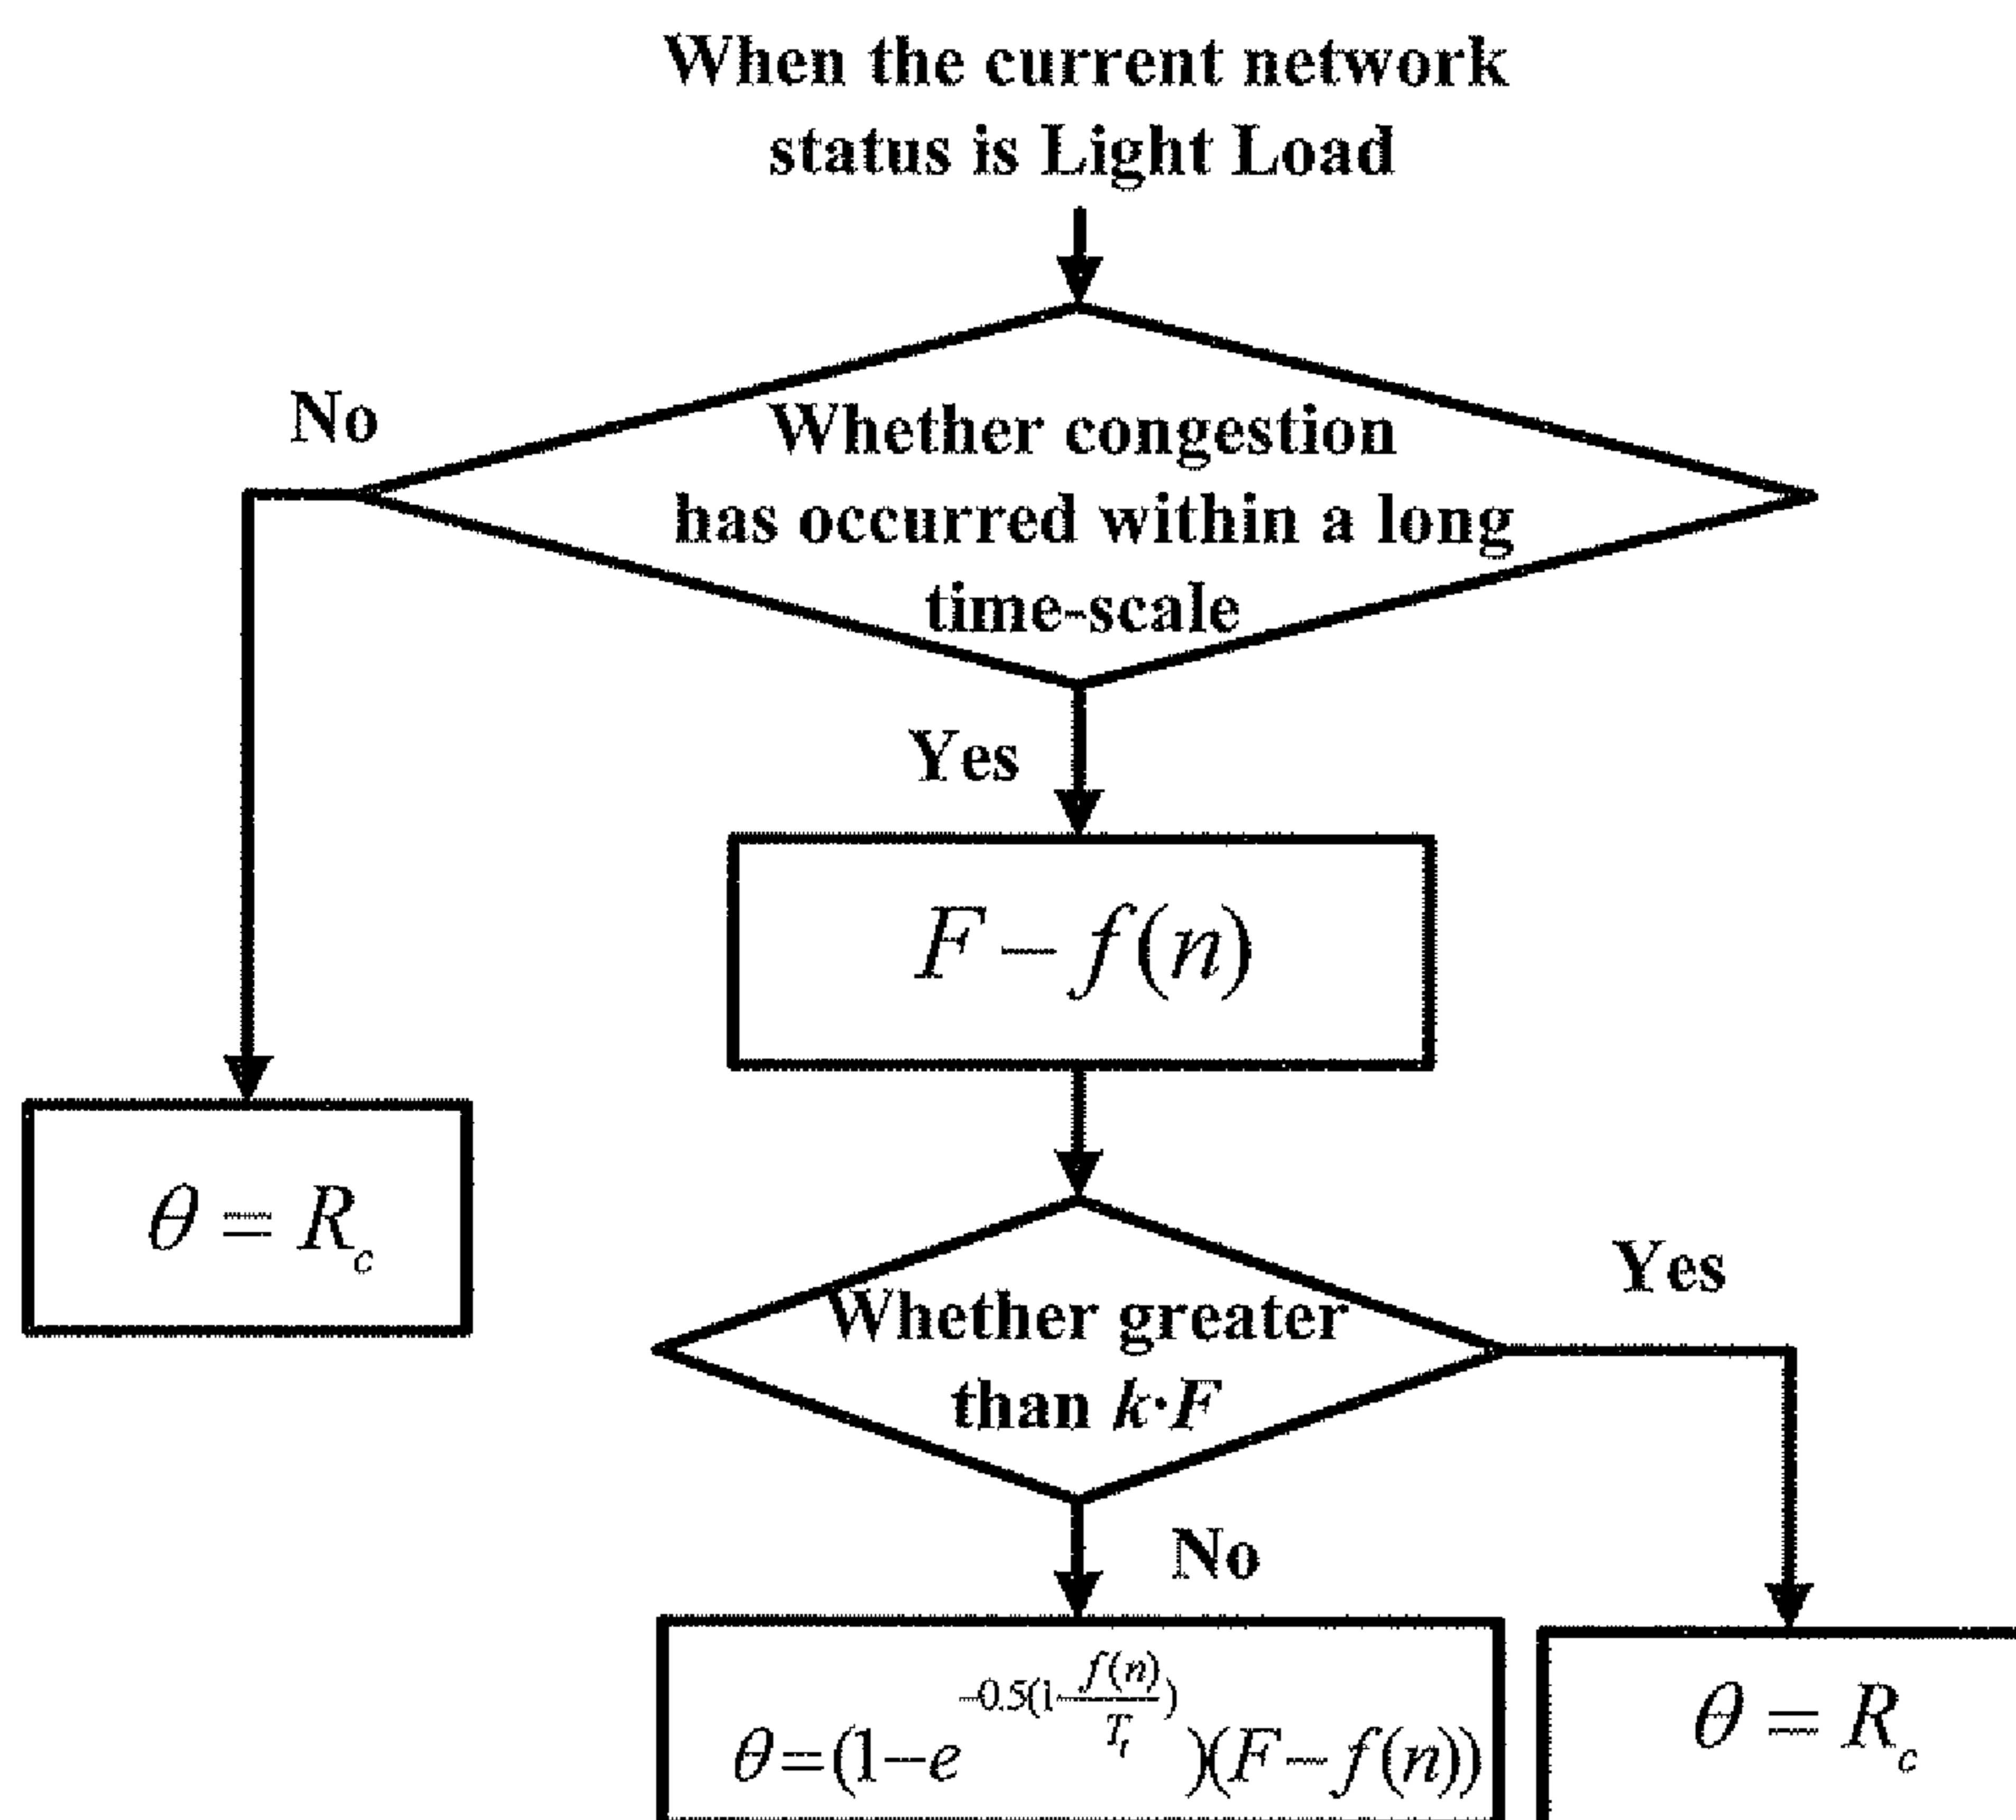 When the current network
status is Light Load
No
Whether congestion
has occurred within a long
time-scale
Yes
F − f(n)
θ = R_c
Yes
Whether greater
than k·F
No
θ=(1−e^{−0.5(1−\frac{f(n)}{T_t})})(F−f(n))
θ = R_c